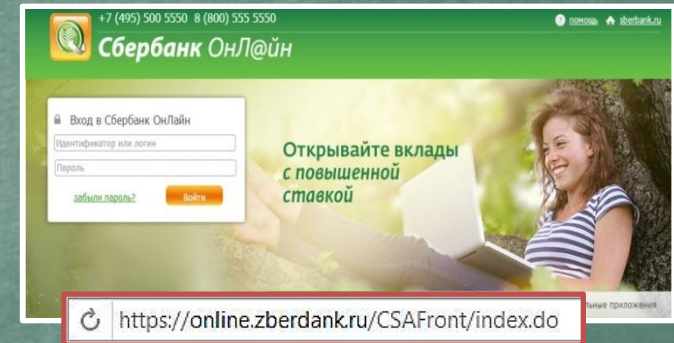 +7 (495) 500 5550 8 (800) 555 5550
помощь sberbank.ru
Сбербанк ОнЛ@йн
Вход в Сбербанк ОнЛайн
Идентификатор или логин
Пароль
забыли пароль?
Войти
Открывайте вклады
с повышенной
ставкой
приложения
https://online.zberdank.ru/CSAFront/index.do